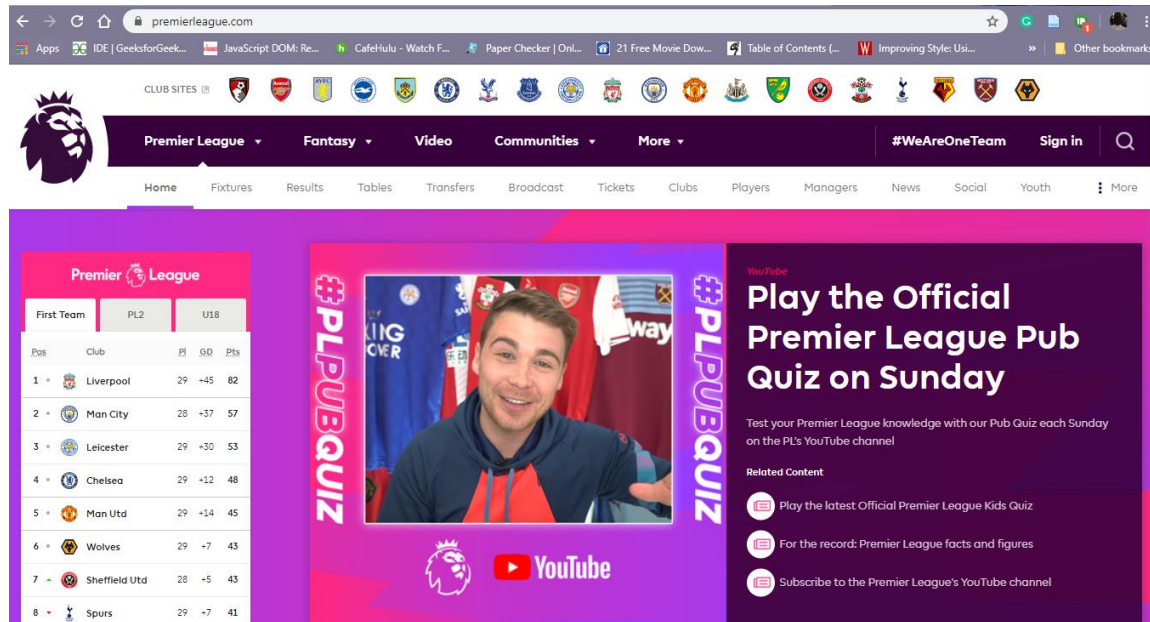 premierleague.com
Apps
IDE | GeeksforGeek...
JavaScript DOM: Re...
CafeHulu - Watch F...
Paper Checker | Onl...
21 Free Movie Dow...
Table of Contents (...
Improving Style: Usi...
»
Other bookmarks
CLUB SITES
Premier League
Fantasy
Video
Communities
More
#WeAreOneTeam
Sign in
Home
Fixtures
Results
Tables
Transfers
Broadcast
Tickets
Clubs
Players
Managers
News
Social
Youth
More
Premier League
First Team
PL2
U18
Pos Club Pl GD Pts
1 Liverpool 29 +45 82
2 Man City 28 +37 57
3 Leicester 29 +30 53
4 Chelsea 29 +12 48
5 Man Utd 29 +14 45
6 Wolves 29 +7 43
7 Sheffield Utd 28 +5 43
8 Spurs 29 +7 41
#PLPUBQUIZ
KING
POWER
#PLPUBQUIZ
YouTube
YouTube
Play the Official
Premier League Pub
Quiz on Sunday
Test your Premier League knowledge with our Pub Quiz each Sunday
on the PL's YouTube channel
Related Content
Play the latest Official Premier League Kids Quiz
For the record: Premier League facts and figures
Subscribe to the Premier League's YouTube channel